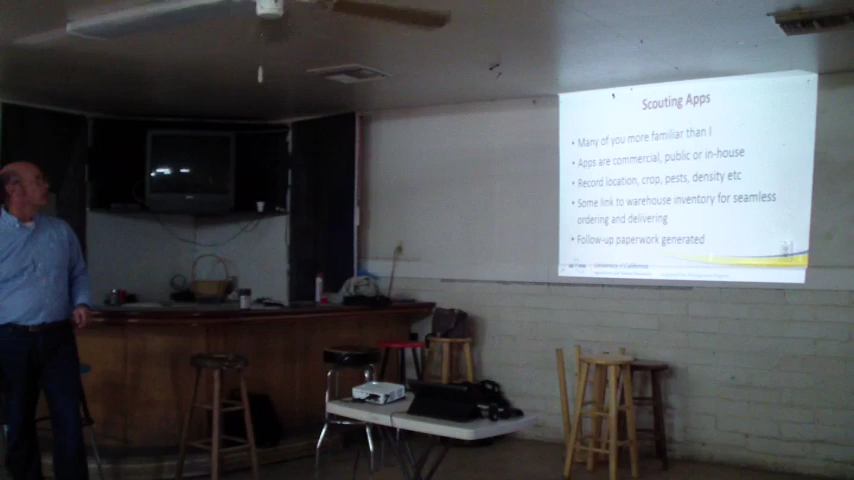 Scouting Apps
• Many of you more familiar than I
• Apps are commercial, public or in-house
• Record location, crop, pests, density etc
• Some link to warehouse inventory for seamless
ordering and delivering
• Follow-up paperwork generated
University of California